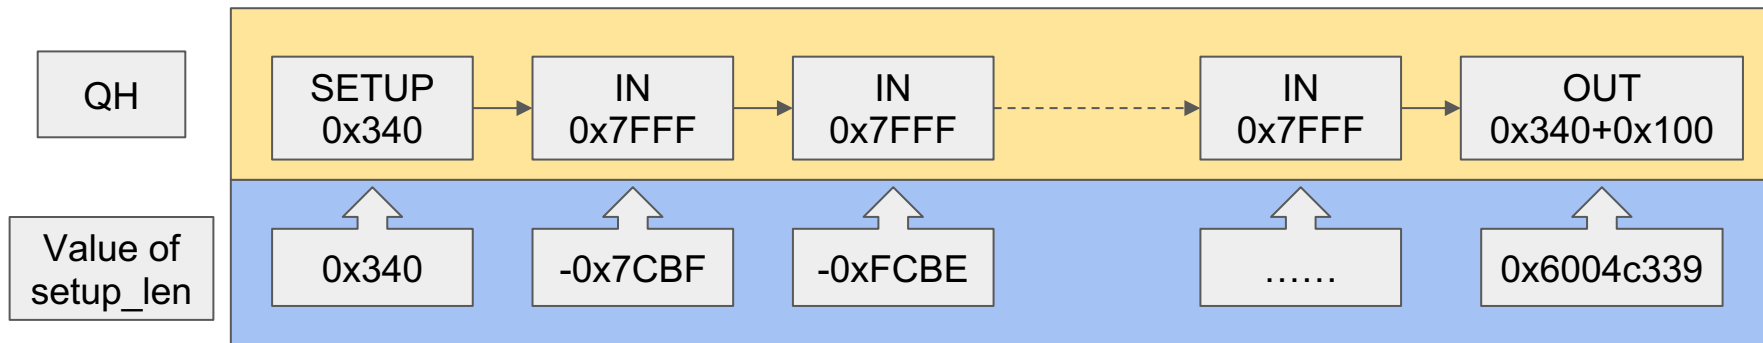 QH
SETUP
0x340
IN
0x7FFF
IN
0x7FFF
IN
0x7FFF
OUT
0x340+0x100
Value of
setup_len
0x340
-0x7CBF
-0xFCBE
......
0x6004c339